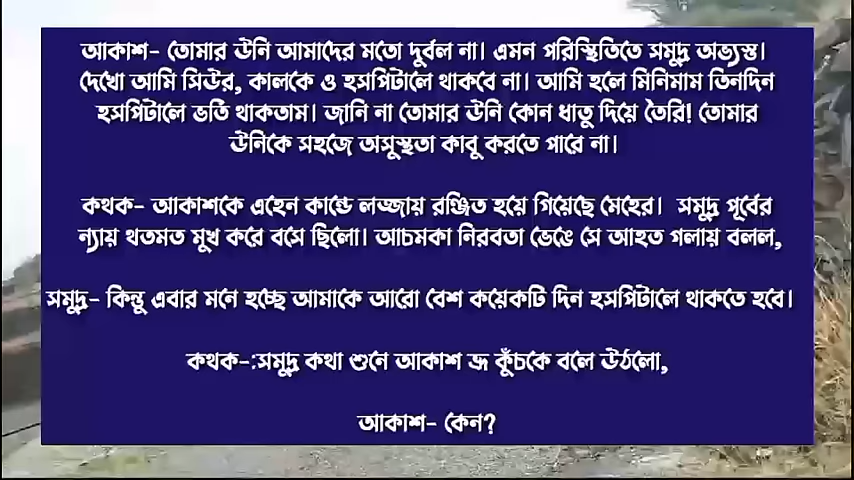 আকাশ- তোমার উনি আমাদের মতো দুর্বল না। এমন পরিস্থিতিতে সমুদ্র অভ্যস্ত।
দেখো আমি সিউর, কালকে ও হসপিটালে থাকবে না। আমি হলে মিনিমাম তিনদিন
হসপিটালে ভর্তি থাকতাম। জানি না তোমার উনি কোন ধাতু দিয়ে তৈরি! তোমার
উনিকে সহজে অসুস্থতা কাবু করতে পারে না।
কথক- আকাশকে এহেন কান্ডে লজ্জায় রঞ্জিত হয়ে গিয়েছে মেহের। সমুদ্র পূর্বের
ন্যায় থতমত মুখ করে বসে ছিলো। আচমকা নিরবতা ভেঙে সে আহত গলায় বলল,
সমুদ্র- কিন্তু এবার মনে হচ্ছে আমাকে আরো বেশ কয়েকটি দিন হসপিটালে থাকতে হবে।
কথক-:সমুদ্র কথা শুনে আকাশ ভ্রু কুঁচকে বলে উঠলো,
আকাশ- কেন?